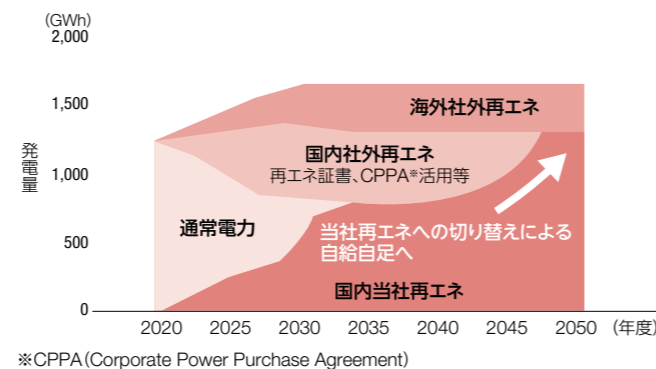 (GWh)
2,000
1,500
1,000
500
0
発電量
海外社外再エネ
国内社外再エネ
再エネ証書、CPPA※活用等
通常電力
当社再エネへの切り替えによる
自給自足へ
国内当社再エネ
2020 2025 2030 2035 2040 2045 2050 (年度)
※CPPA(Corporate Power Purchase Agreement)